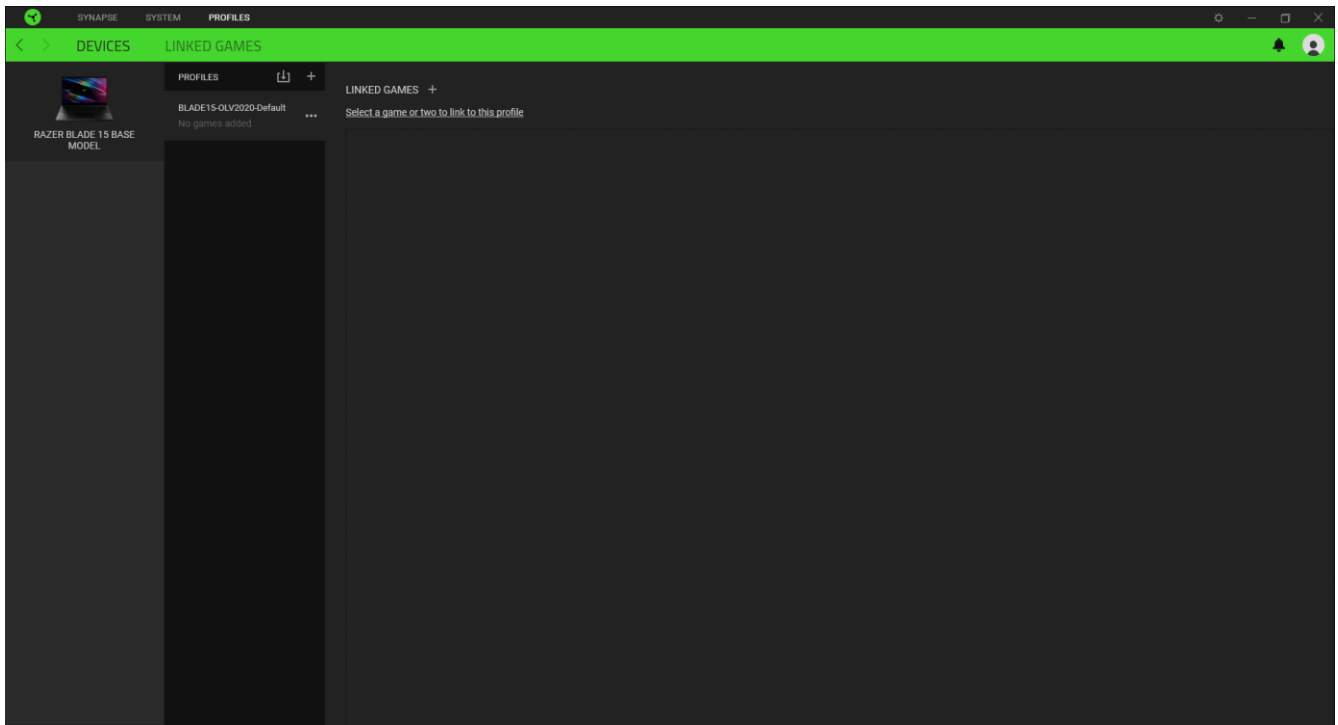 SYNAPSE SYSTEM PROFILES
DEVICES LINKED GAMES
RAZER BLADE 15 BASE
MODEL
PROFILES
BLADE15-OLV2020-Default
No games added
LINKED GAMES
Select a game or two to link to this profile